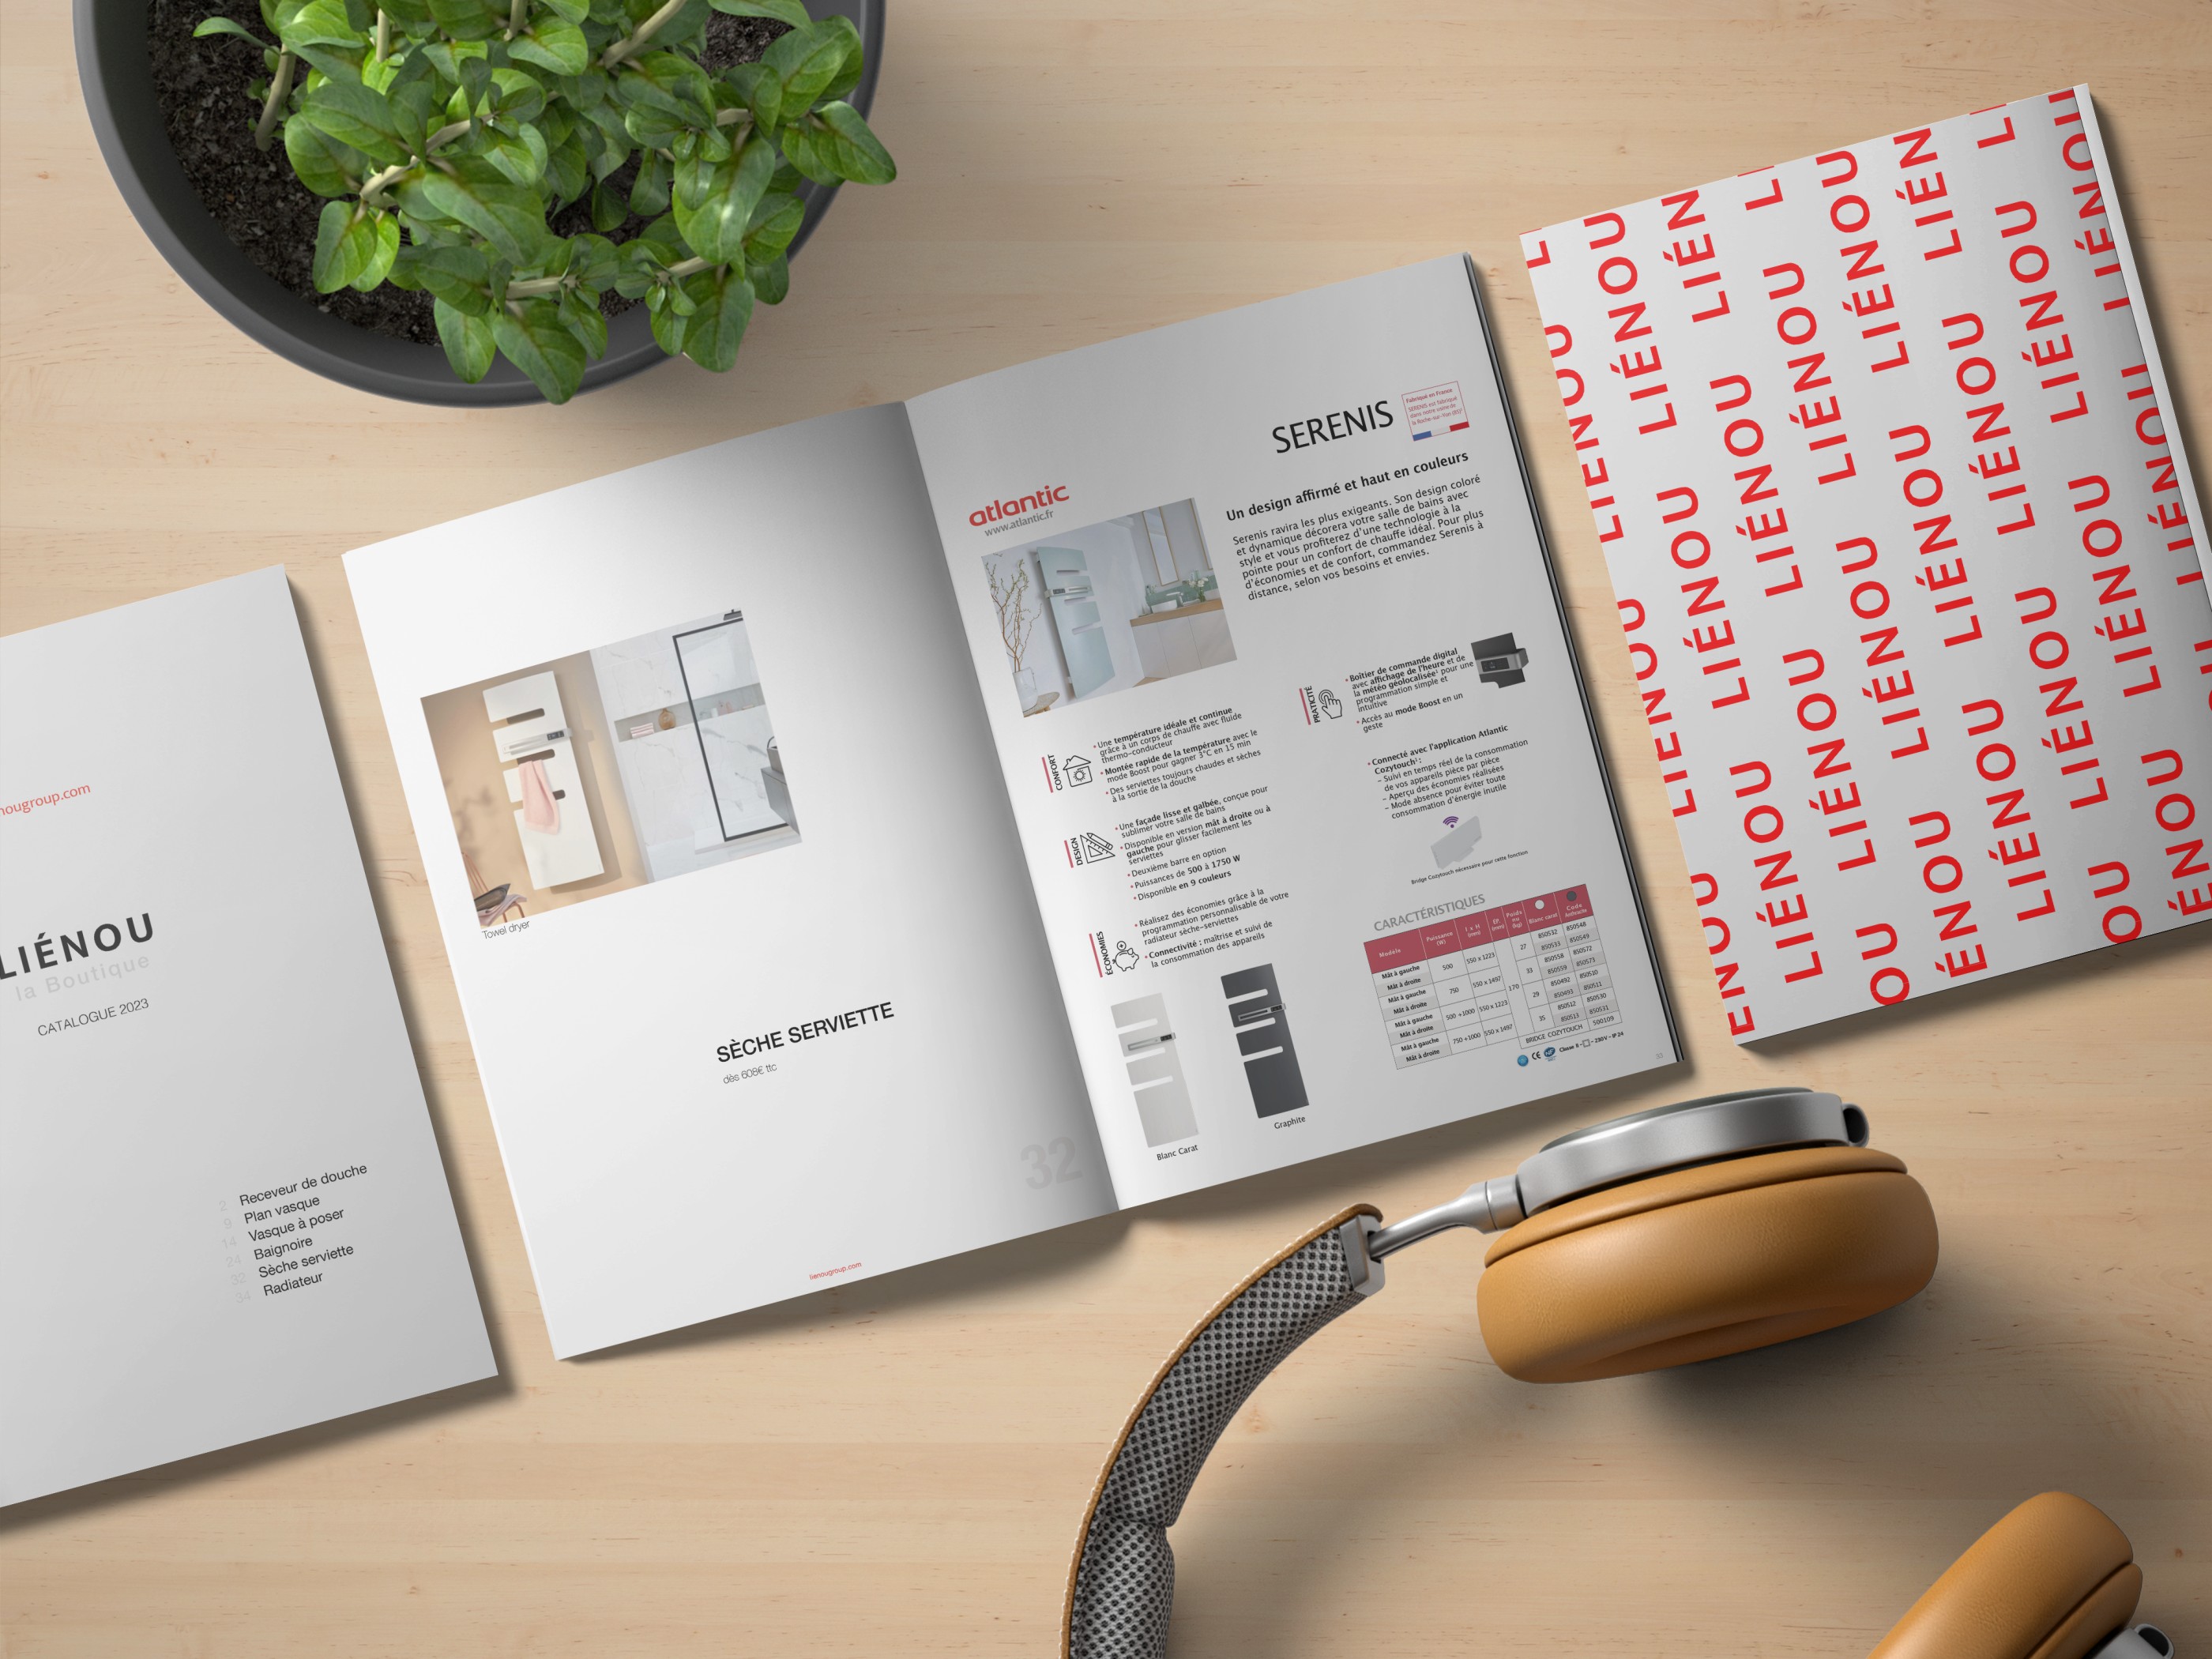 nougroup.com
LIÉNOU
la Boutique
CATALOGUE 2023
2 Receveur de douche
9 Plan vasque
14 Vasque à poser
24 Baignoire
32 Sèche serviette
34 Radiateur
Towel dryer
SÈCHE SERVIETTE
dès 608€ ttc
32
lienougroup.com
atlantic
www.atlantic.fr
SERENIS
Fabriqué en France
SERENIS est fabriqué
dans notre usine de
la Roche-sur-Yon (85)
Un design affirmé et haut en couleurs
Serenis ravira les plus exigeants. Son design coloré
et dynamique décorera votre salle de bains avec
style et vous profiterez d'une technologie à la
pointe pour un confort de chauffe idéal. Pour plus
d'économies et de confort, commandez Serenis à
distance, selon vos besoins et envies.
CONFORT
• Une température idéale et continue
grâce à un corps de chauffe avec fluide
thermo-conducteur
• Montée rapide de la température avec le
mode Boost pour gagner 3°C en 15 min
• Des serviettes toujours chaudes et sèches
à la sortie de la douche
DESIGN
• Une façade lisse et galbée, conçue pour
sublimer votre salle de bains
• Disponible en version mât à droite ou à
gauche pour glisser facilement les
serviettes
• Deuxième barre en option
• Puissances de 500 à 1750 W
• Disponible en 9 couleurs
ÉCONOMIES
• Réalisez des économies grâce à la
programmation personnalisable de votre
radiateur sèche-serviettes
• Connectivité : maîtrise et suivi de
la consommation des appareils
Blanc Carat
Graphite
PRATICITÉ
• Boîtier de commande digital
avec affichage de l'heure et de
la météo géolocalisée¹ pour une
programmation simple et
intuitive
• Accès au mode Boost en un
geste
• Connecté avec l'application Atlantic
Cozytouch¹ :
– Suivi en temps réel de la consommation
de vos appareils pièce par pièce
– Aperçu des économies réalisées
– Mode absence pour éviter toute
consommation d'énergie inutile
Bridge Cozytouch nécessaire pour cette fonction
CARACTÉRISTIQUES
Modèle Puissance (W) l x H (mm) EP. (mm) Poids nu (kg) Blanc carat Code
Mât à gauche 500 550 x 1223 170 27 850532 850548
Mât à droite 850533 850549
Mât à gauche 750 550 x 1497 33 850558 850572
Mât à droite 850559 850573
Mât à gauche 500 +1000 550 x 1223 29 850492 850510
Mât à droite 850493 850511
Mât à gauche 750 +1000 550 x 1497 35 850512 850530
Mât à droite 850513 850531
BRIDGE COZYTOUCH 500109
CE NF Classe II - 230V - IP 24
33
LIÉNOU LIÉNOU LIÉNOU
LIÉNOU LIÉNOU LIÉNOU
LIÉNOU LIÉNOU LIÉNOU
LIÉNOU LIÉNOU LIÉNOU